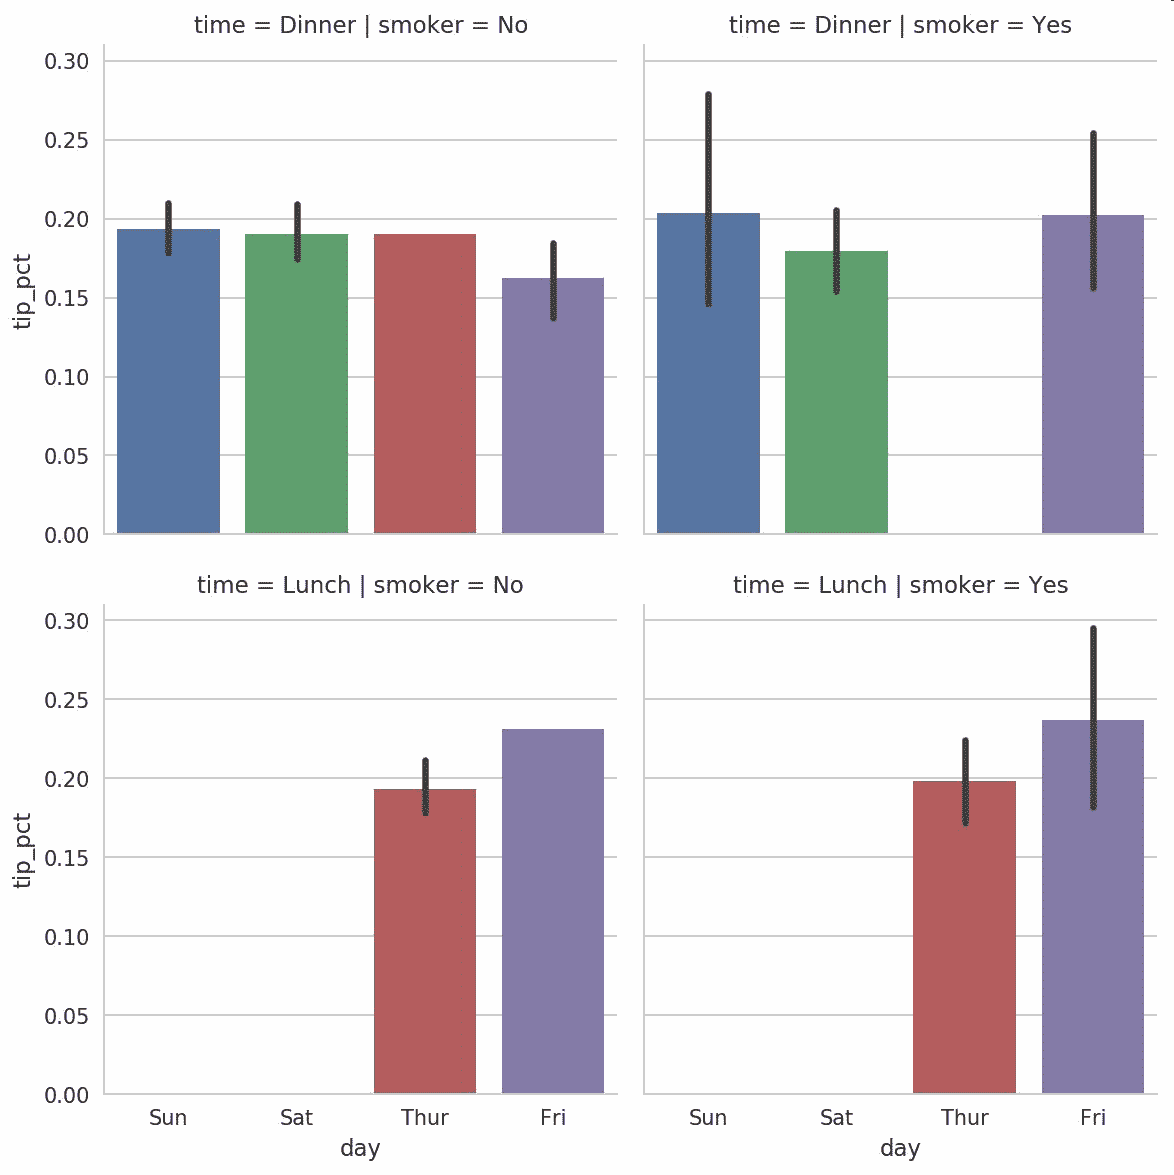 time = Dinner | smoker = No
time = Dinner | smoker = Yes
0.30
0.25
0.20
0.15
0.10
0.05
0.00
tip_pct
time = Lunch | smoker = No
time = Lunch | smoker = Yes
0.30
0.25
0.20
0.15
0.10
0.05
0.00
tip_pct
Sun Sat Thur Fri
Sun Sat Thur Fri
day
day